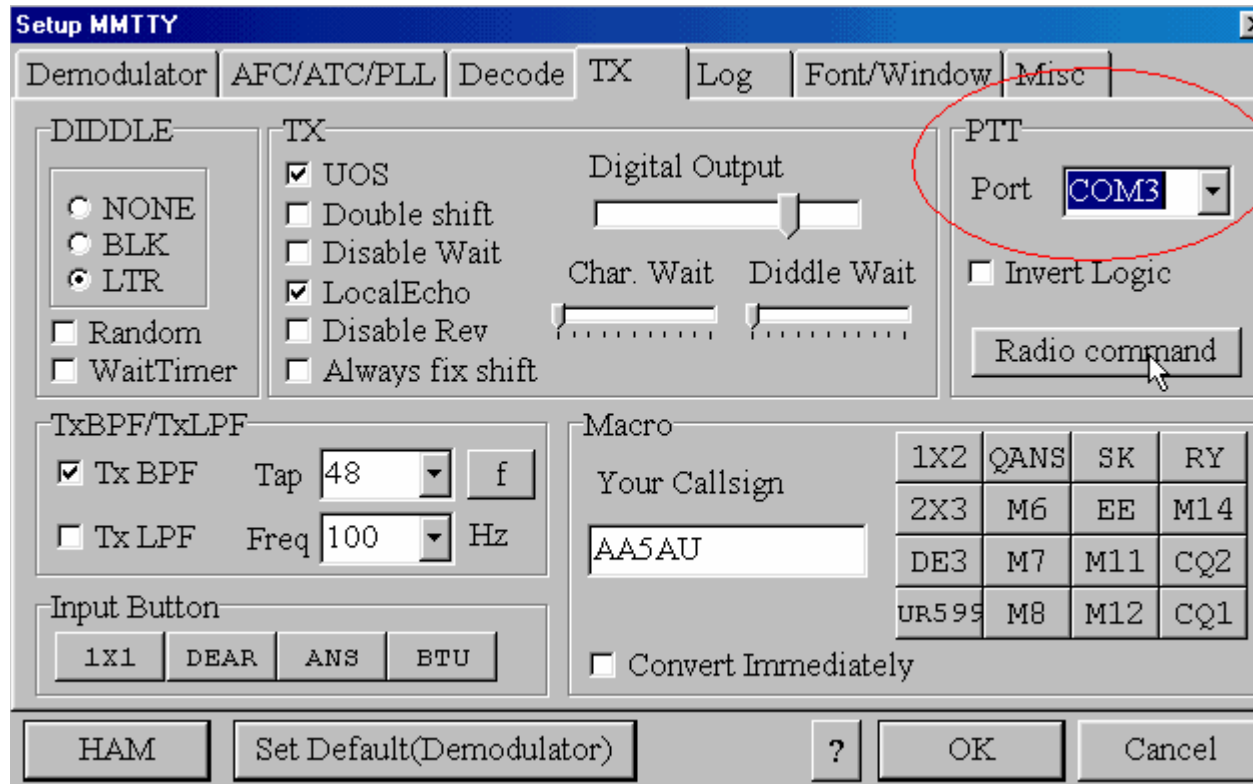 Setup MMTTY
Demodulator AFC/ATC/PLL Decode TX Log Font/Window Misc
DIDDLE
NONE
BLK
LTR
Random
WaitTimer
TX
UOS
Double shift
Disable Wait
LocalEcho
Disable Rev
Always fix shift
Digital Output
Char. Wait Diddle Wait
PTT
Port COM3
Invert Logic
Radio command
TxBPF/TxLPF
Tx BPF Tap 48 f
Tx LPF Freq 100 Hz
Input Button
1X1 DEAR ANS BTU
Macro
Your Callsign
AA5AU
Convert Immediately
1X2 QANS SK RY
2X3 M6 EE M14
DE3 M7 M11 CQ2
UR599 M8 M12 CQ1
HAM Set Default(Demodulator) ? OK Cancel